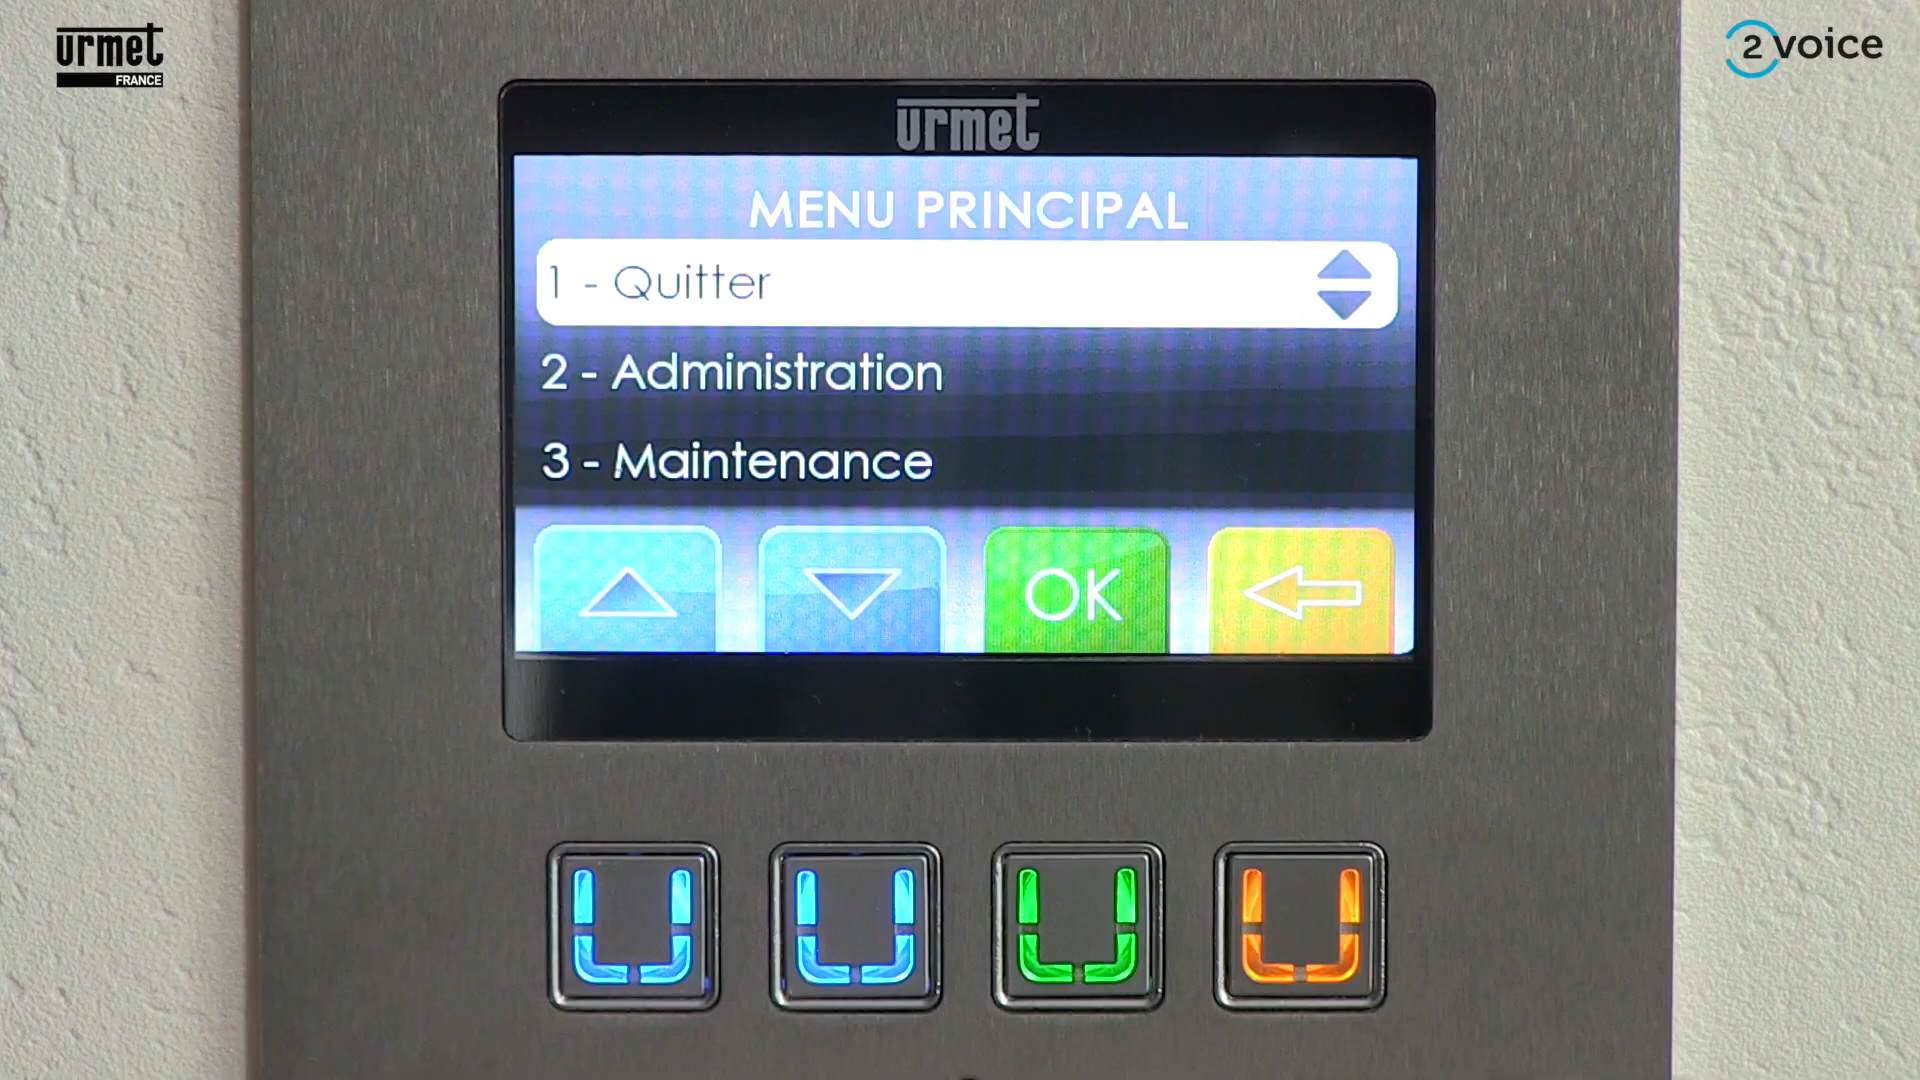 urmet
FRANCE
2voice
urmet
MENU PRINCIPAL
1 - Quitter
2 - Administration
3 - Maintenance
OK